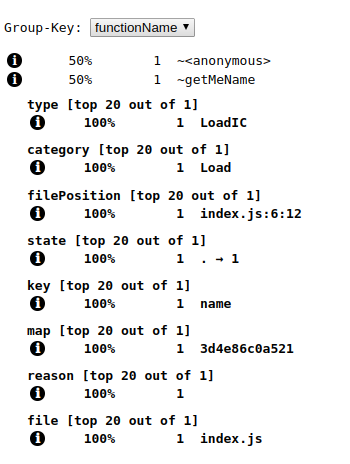 Group-Key: functionName
50% 1 ~<anonymous>
50% 1 ~getMeName
type [top 20 out of 1]
100% 1 LoadIC
category [top 20 out of 1]
100% 1 Load
filePosition [top 20 out of 1]
100% 1 index.js:6:12
state [top 20 out of 1]
100% 1 . → 1
key [top 20 out of 1]
100% 1 name
map [top 20 out of 1]
100% 1 3d4e86c0a521
reason [top 20 out of 1]
100% 1
file [top 20 out of 1]
100% 1 index.js